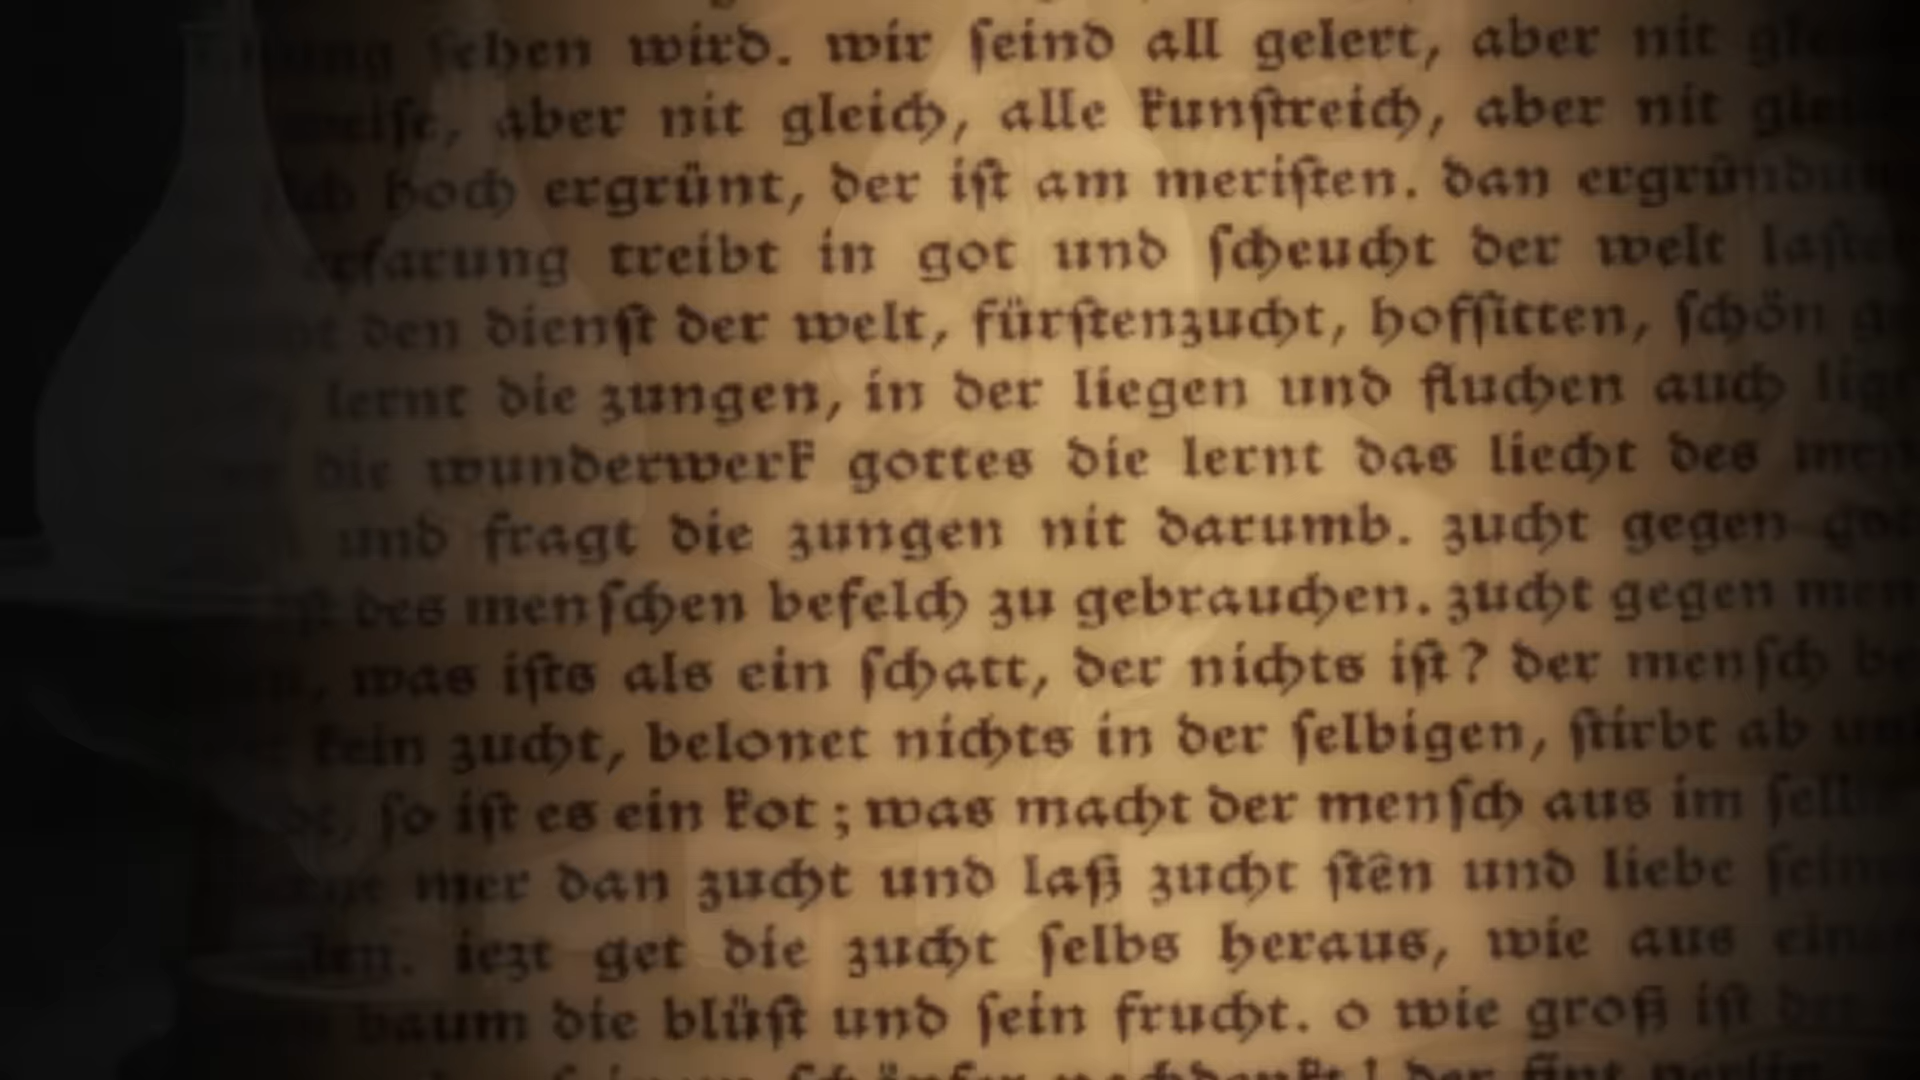 sehen wird. wir ſeind all gelert, aber nit
aber nit gleich, alle kunſtreich, aber nit
hoch ergrünt, der iſt am meriſten. dan
erfarung treibt in got und ſcheucht der welt
den dienſt der welt, fürſtenzucht, hofſitten, ſchön
lernt die zungen, in der liegen und fluchen auch
die wunderwerk gottes die lernt das liecht des
und fragt die zungen nit darumb. zucht gegen
des menſchen befelch zu gebrauchen. zucht gegen
was iſts als ein ſchatt, der nichts iſt? der menſch
kein zucht, belonet nichts in der ſelbigen, ſtirbt ab
ſo iſt es ein kot; was macht der menſch aus im
mer dan zucht und laß zucht ſtên und liebe
iezt get die zucht ſelbs heraus, wie aus
baum die blüſt und ſein frucht. o wie groß iſt